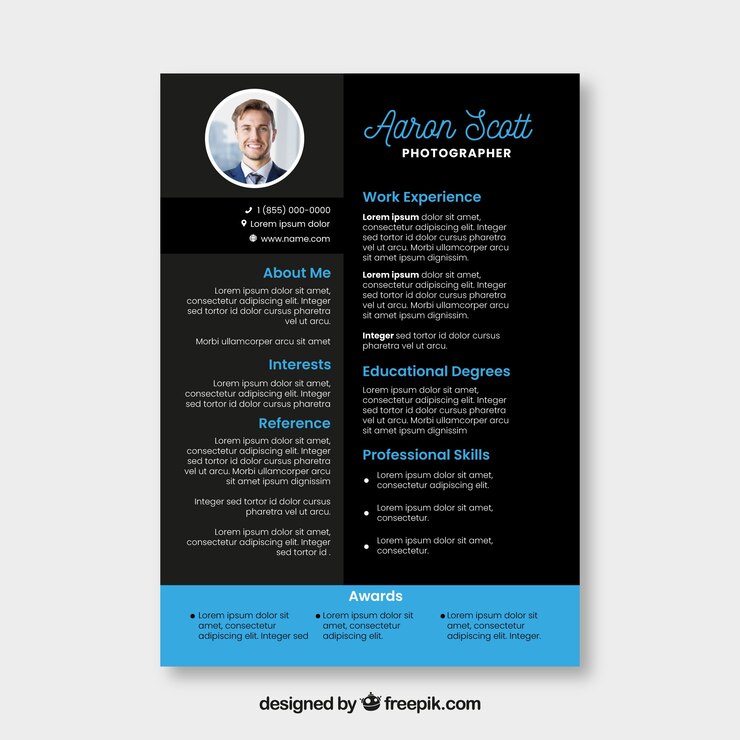 1 (855) 000-0000
Lorem ipsum dolor
www.name.com
About Me
Lorem ipsum dolor sit amet,
consectetur adipiscing elit. Integer
sed tortor id dolor cursus pharetra
vel ut arcu.
Morbi ullamcorper arcu sit amet
Interests
Lorem ipsum dolor sit amet,
consectetur adipiscing elit. Integer
sed tortor id dolor cursus pharetra
Reference
Lorem ipsum dolor sit amet,
consectetur adipiscing elit. Integer
sed tortor id dolor cursus pharetra
vel ut arcu. Morbi ullamcorper arcu
sit amet ipsum dignissim
Integer sed tortor id dolor cursus
pharetra vel ut arcu.
Lorem ipsum dolor sit amet,
consectetur adipiscing elit. Integer
sed tortor id .
Aaron Scott
PHOTOGRAPHER
Work Experience
Lorem ipsum dolor sit amet,
consectetur adipiscing elit. Integer
sed tortor id dolor cursus pharetra
vel ut arcu. Morbi ullamcorper arcu
sit amet ipsum dignissim.
Lorem ipsum dolor sit amet,
consectetur adipiscing elit. Integer
sed tortor id dolor cursus pharetra
vel ut arcu. Morbi ullamcorper arcu
sit amet ipsum dignissim.
Integer sed tortor id dolor cursus
pharetra vel ut arcu.
Educational Degrees
Lorem ipsum dolor sit amet,
consectetur adipiscing elit. Integer
sed tortor id dolor cursus pharetra
vel ut arcu. Morbi ullamcorper arcu
sit amet ipsum dignissim
Professional Skills
Lorem ipsum dolor sit amet,
consectetur adipiscing elit.
Lorem ipsum dolor sit amet,
consectetur.
Lorem ipsum dolor sit amet,
consectetur.
Awards
Lorem ipsum dolor sit
amet, consectetur
adipiscing elit. Integer sed
Lorem ipsum dolor sit
amet, consectetur
adipiscing elit.
Lorem ipsum dolor sit
amet, consectetur
adipiscing elit. Integer.
designed by freepik.com